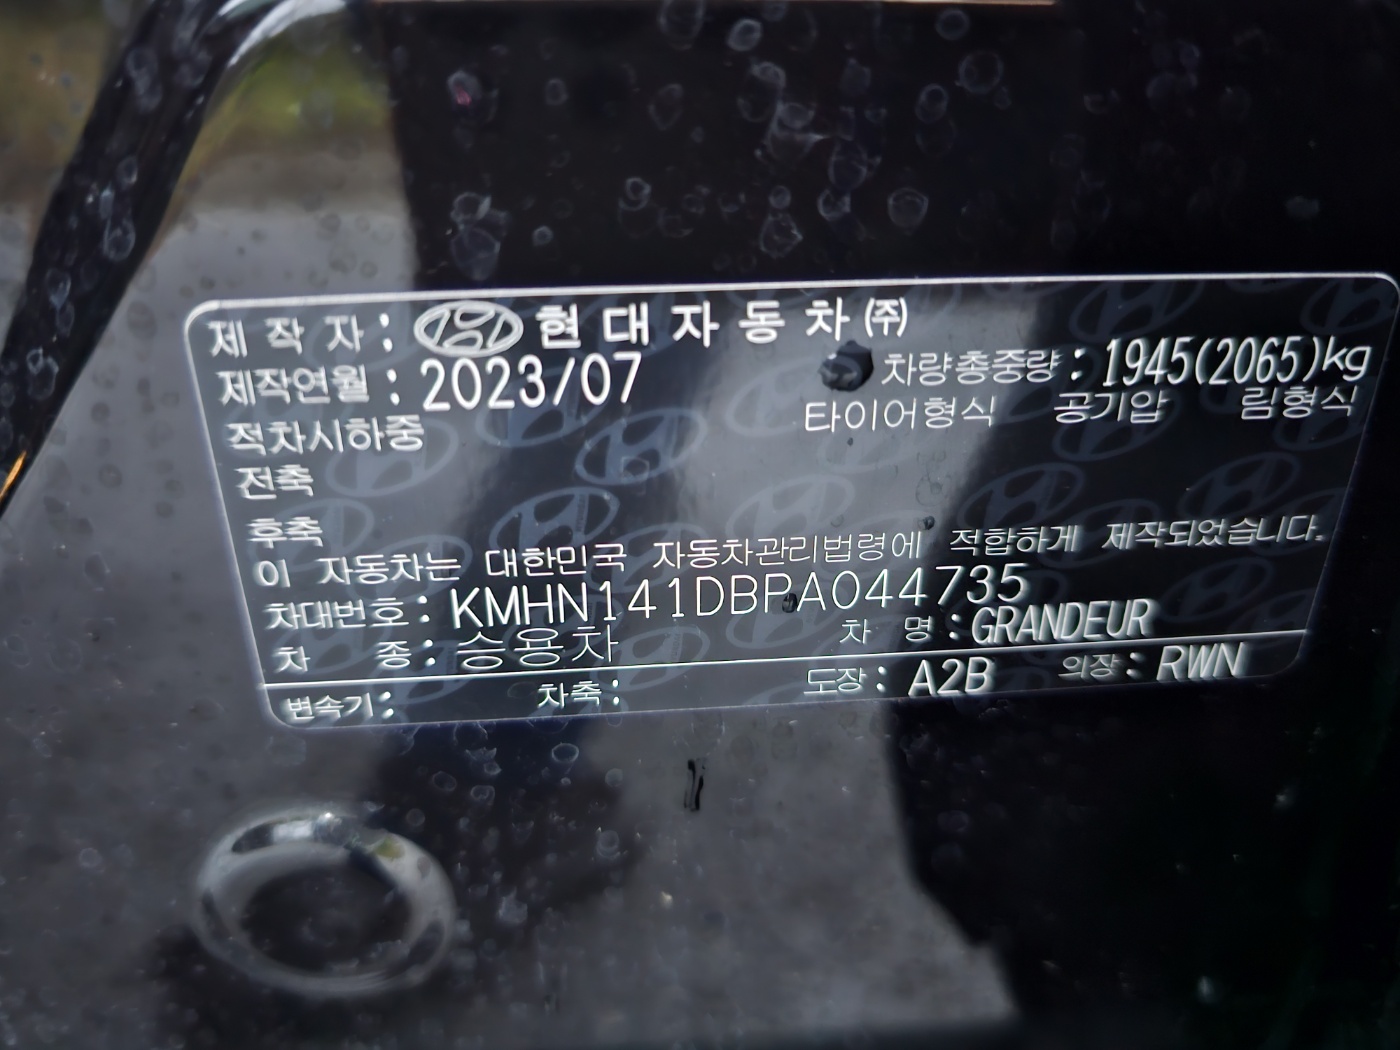 제 작 자 : 현 대 자 동 차 ㈜
제작연월 : 2023/07 차량총중량 : 1945(2065)kg
적차시하중 타이어형식 공기압 림형식
전축
후축
이 자동차는 대한민국 자동차관리법령에 적합하게 제작되었습니다.
차대번호 : KMHN141DBPA044735
차 종 : 승용차 차 명 : GRANDEUR
변속기 : 차축 : 도장 : A2B 의장 : RWN